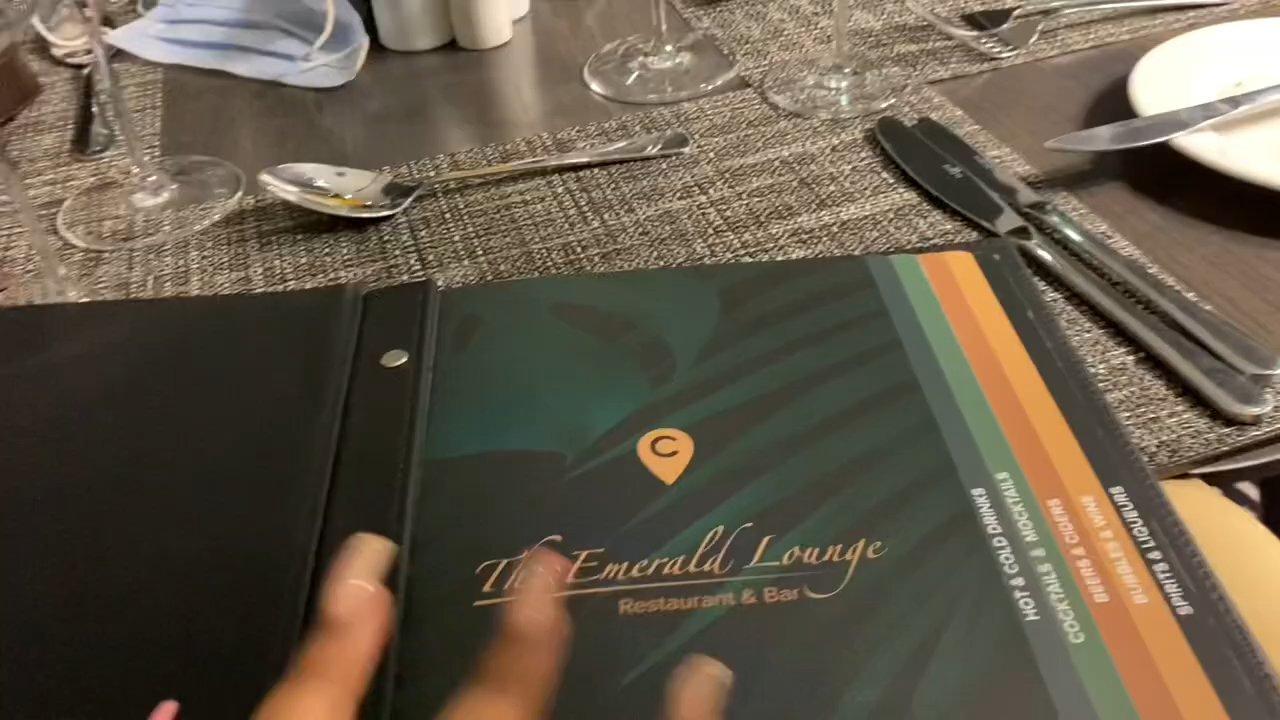 C
The Emerald Lounge
Restaurant & Bar
HOT & COLD DRINKS
COCKTAILS & MOCKTAILS
BEERS & CIDERS
BUBBLES & WINE
SPIRITS & LIQUEURS